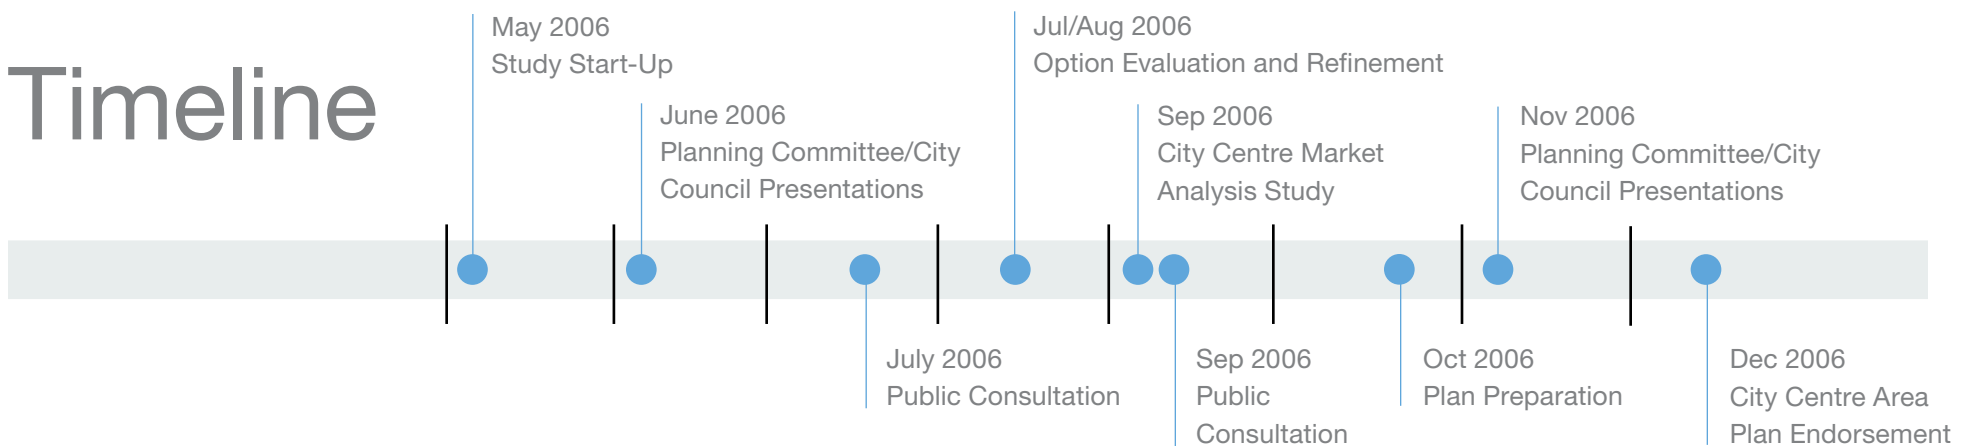 Timeline
May 2006
Study Start-Up
June 2006
Planning Committee/City
Council Presentations
July 2006
Public Consultation
Jul/Aug 2006
Option Evaluation and Refinement
Sep 2006
City Centre Market
Analysis Study
Sep 2006
Public
Consultation
Oct 2006
Plan Preparation
Nov 2006
Planning Committee/City
Council Presentations
Dec 2006
City Centre Area
Plan Endorsement